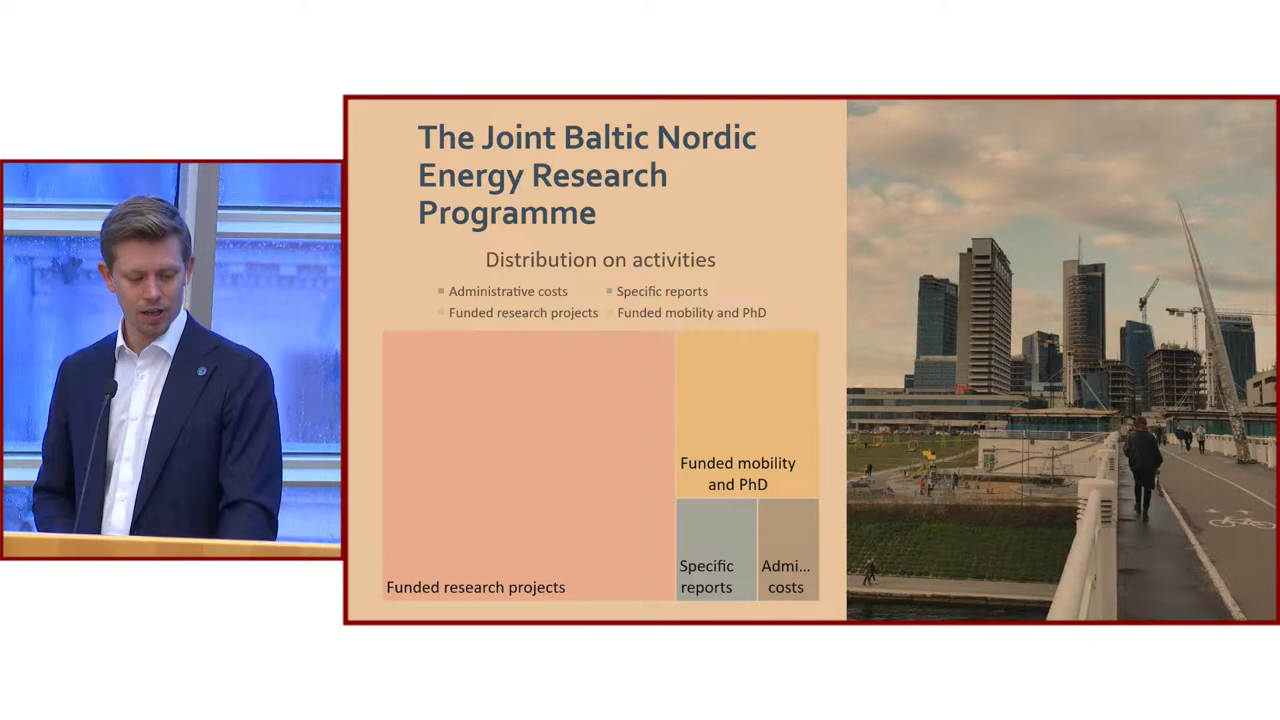 The Joint Baltic Nordic
Energy Research
Programme
Distribution on activities
Administrative costs
Specific reports
Funded research projects
Funded mobility and PhD
Funded research projects
Funded mobility
and PhD
Specific
reports
Admi...
costs